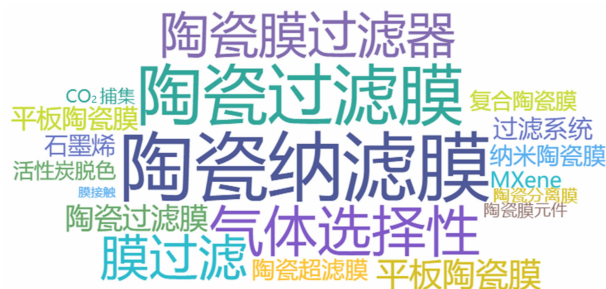 陶瓷膜过滤器
陶瓷过滤膜
CO₂捕集
复合陶瓷膜
平板陶瓷膜
过滤系统
石墨烯
陶瓷纳滤膜
纳米陶瓷膜
活性炭脱色
MXene
膜接触
陶瓷分离膜
陶瓷过滤膜
气体选择性
陶瓷膜元件
膜过滤
陶瓷超滤膜
平板陶瓷膜